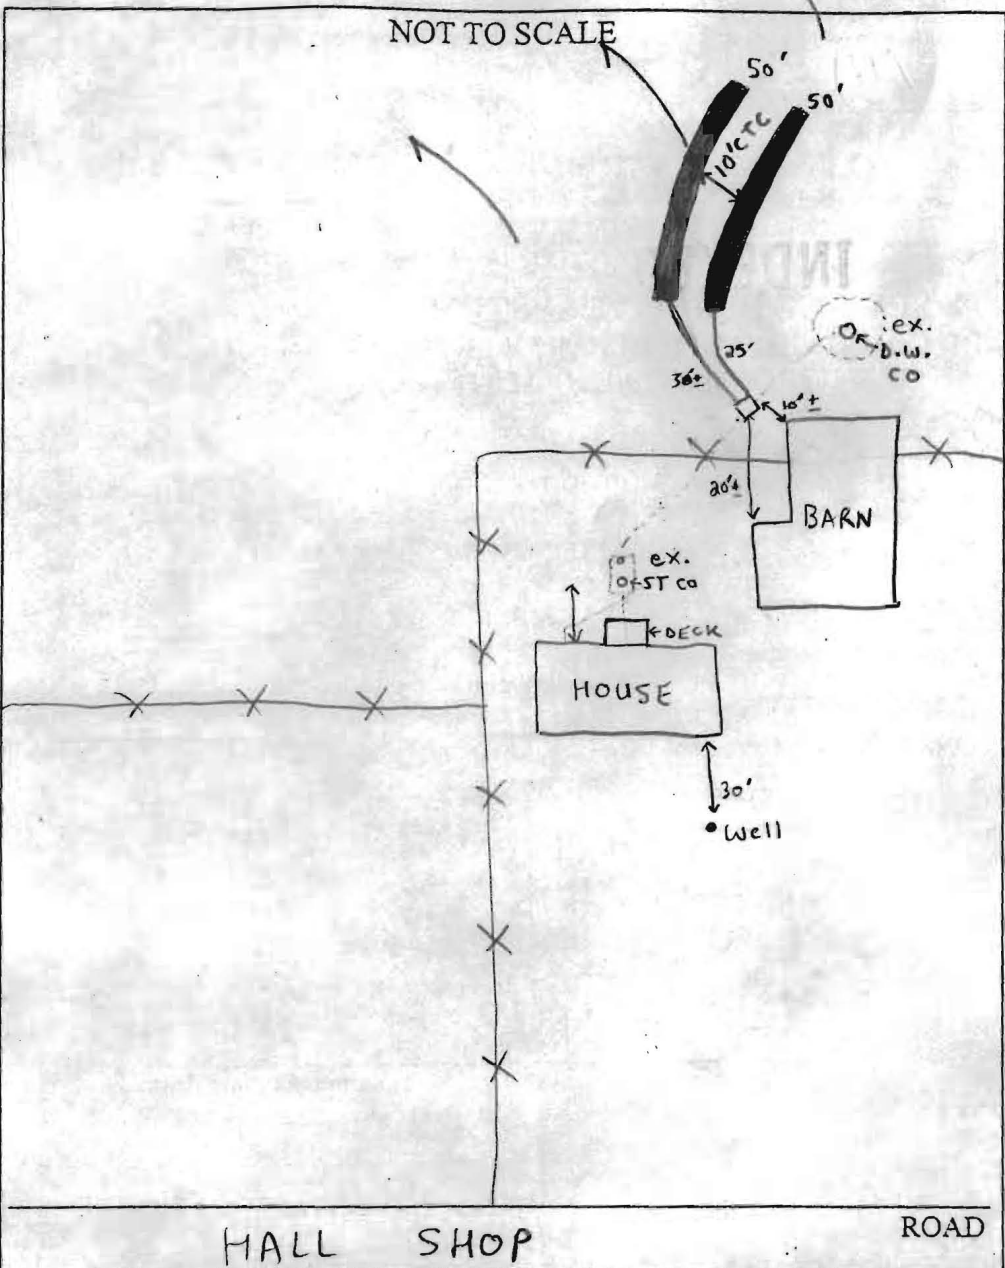 NOT TO SCALE
50'
50'
10' CTC
ex.
D.W.
CO
25'
30±
10'±
20'±
BARN
ex.
ST CO
DECK
HOUSE
30'
Well
HALL SHOP ROAD